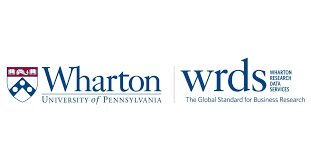 Wharton
UNIVERSITY of PENNSYLVANIA
wrds
WHARTON
RESEARCH
DATA
SERVICES
The Global Standard for Business Research